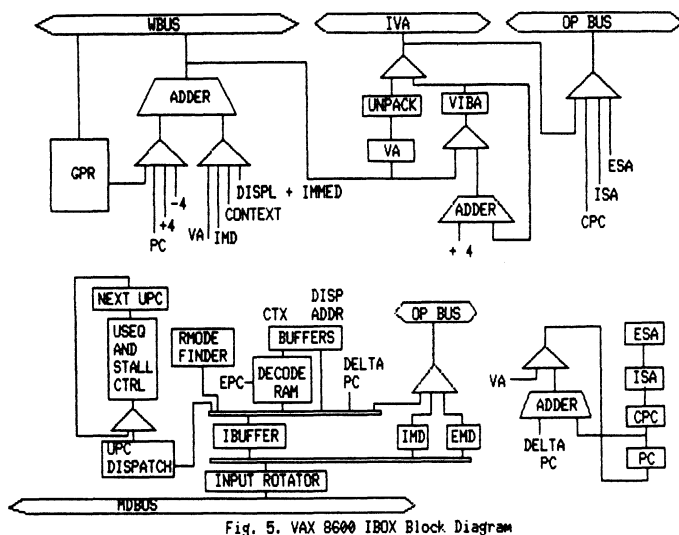 WBUS
IVA
OP BUS
ADDER
UNPACK
VIBA
GPR
VA
-4
+4
PC
DISPL + IMMED
CONTEXT
IMD
VA
ADDER
+ 4
ESA
ISA
CPC
NEXT UPC
USEQ
AND
STALL
CTRL
UPC
DISPATCH
RMODE
FINDER
CTX
DISP
ADDR
BUFFERS
EPC
DECODE
RAM
DELTA
PC
IBUFFER
INPUT ROTATOR
MDBUS
OP BUS
IMD
EMD
VA
ADDER
DELTA
PC
ESA
ISA
CPC
PC
Fig. 5. VAX 8600 IBOX Block Diagram